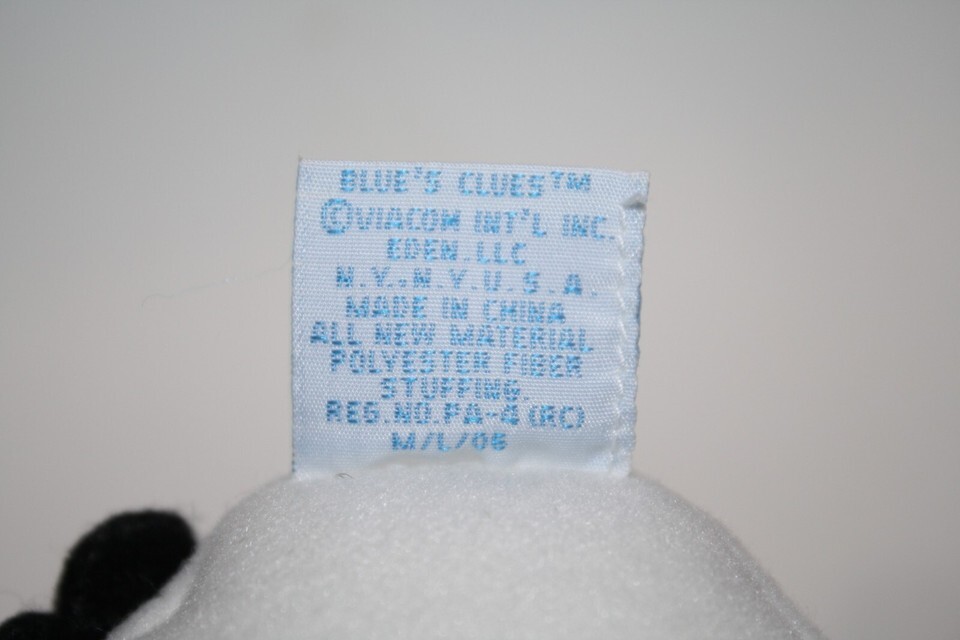 BLUE'S CLUES™
©VIACOM INT'L INC.
EDEN.LLC
N.Y.,N.Y.U.S.A.
MADE IN CHINA
ALL NEW MATERIAL
POLYESTER FIBER
STUFFING.
REG.NO.PA-4(RC)
M/L/06